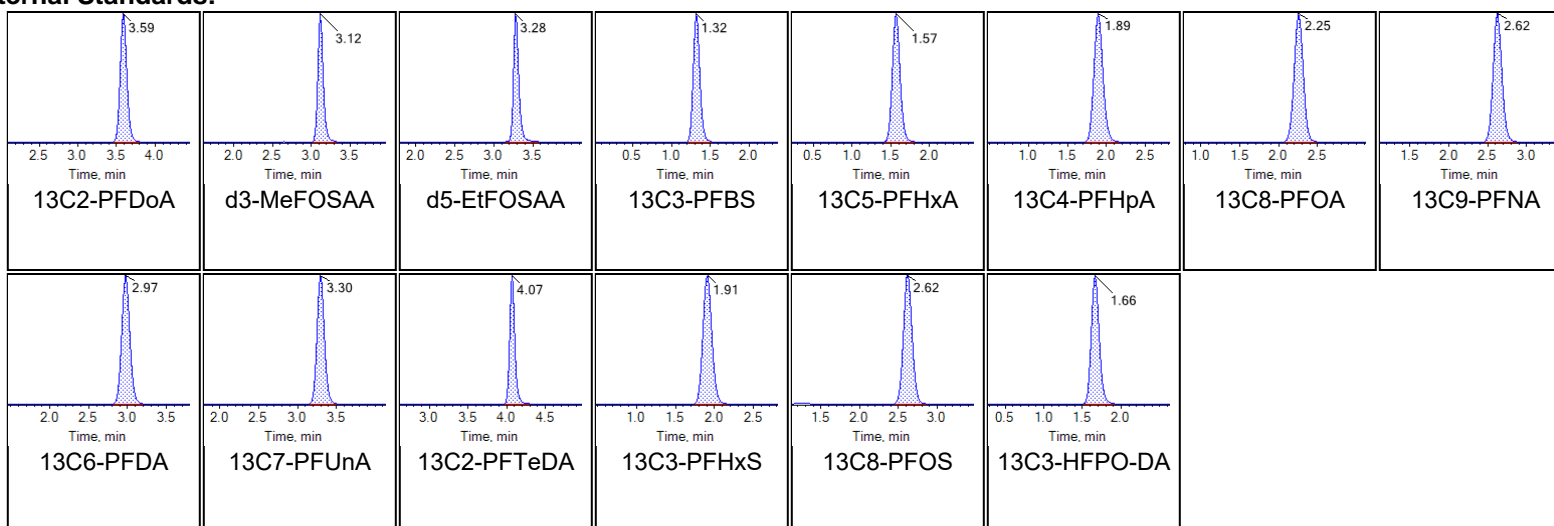 ternal Standards:
3.59 3.12 3.28 1.32 1.57 1.89 2.25 2.62
2.5 3.0 3.5 4.0 2.0 2.5 3.0 3.5 2.0 2.5 3.0 3.5 0.5 1.0 1.5 2.0 0.5 1.0 1.5 2.0 1.0 1.5 2.0 2.5 1.0 1.5 2.0 2.5 1.5 2.0 2.5 3.0
Time, min Time, min Time, min Time, min Time, min Time, min Time, min Time, min
13C2-PFDoA d3-MeFOSAA d5-EtFOSAA 13C3-PFBS 13C5-PFHxA 13C4-PFHpA 13C8-PFOA 13C9-PFNA
2.97 3.30 4.07 1.91 2.62 1.66
2.0 2.5 3.0 3.5 2.0 2.5 3.0 3.5 3.0 3.5 4.0 4.5 1.0 1.5 2.0 2.5 1.5 2.0 2.5 3.0 0.5 1.0 1.5 2.0
Time, min Time, min Time, min Time, min Time, min Time, min
13C6-PFDA 13C7-PFUnA 13C2-PFTeDA 13C3-PFHxS 13C8-PFOS 13C3-HFPO-DA